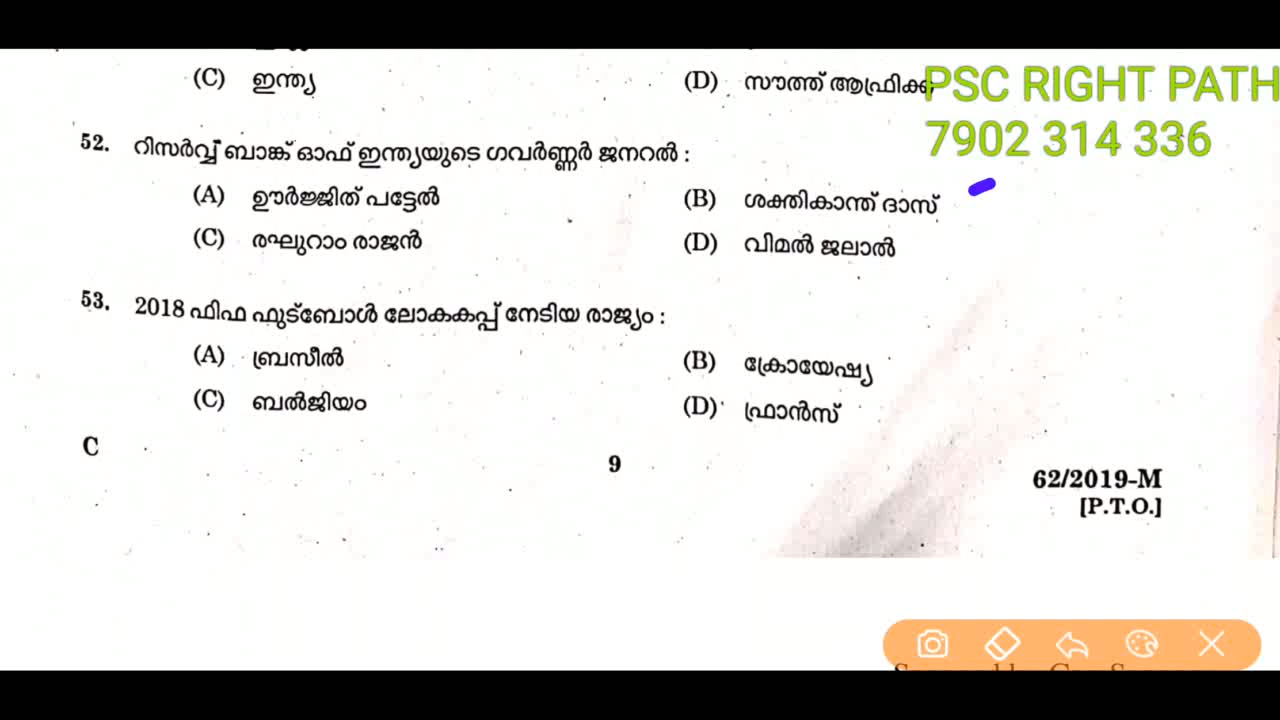 (C) ഇന്ത്യ (D) സൗത്ത് ആഫ്രിക്ക
PSC RIGHT PATH
7902 314 336
52. റിസർവ്വ് ബാങ്ക് ഓഫ് ഇന്ത്യയുടെ ഗവർണ്ണർ ജനറൽ :
(A) ഊർജ്ജിത് പട്ടേൽ (B) ശക്തികാന്ത് ദാസ്
(C) രഘുറാം രാജൻ (D) വിമൽ ജലാൽ
53. 2018 ഫിഫ ഫുട്ബോൾ ലോകകപ്പ് നേടിയ രാജ്യം :
(A) ബ്രസീൽ (B) ക്രോയേഷ്യ
(C) ബൽജിയം (D) ഫ്രാൻസ്
C 9 62/2019-M
[P.T.O.]